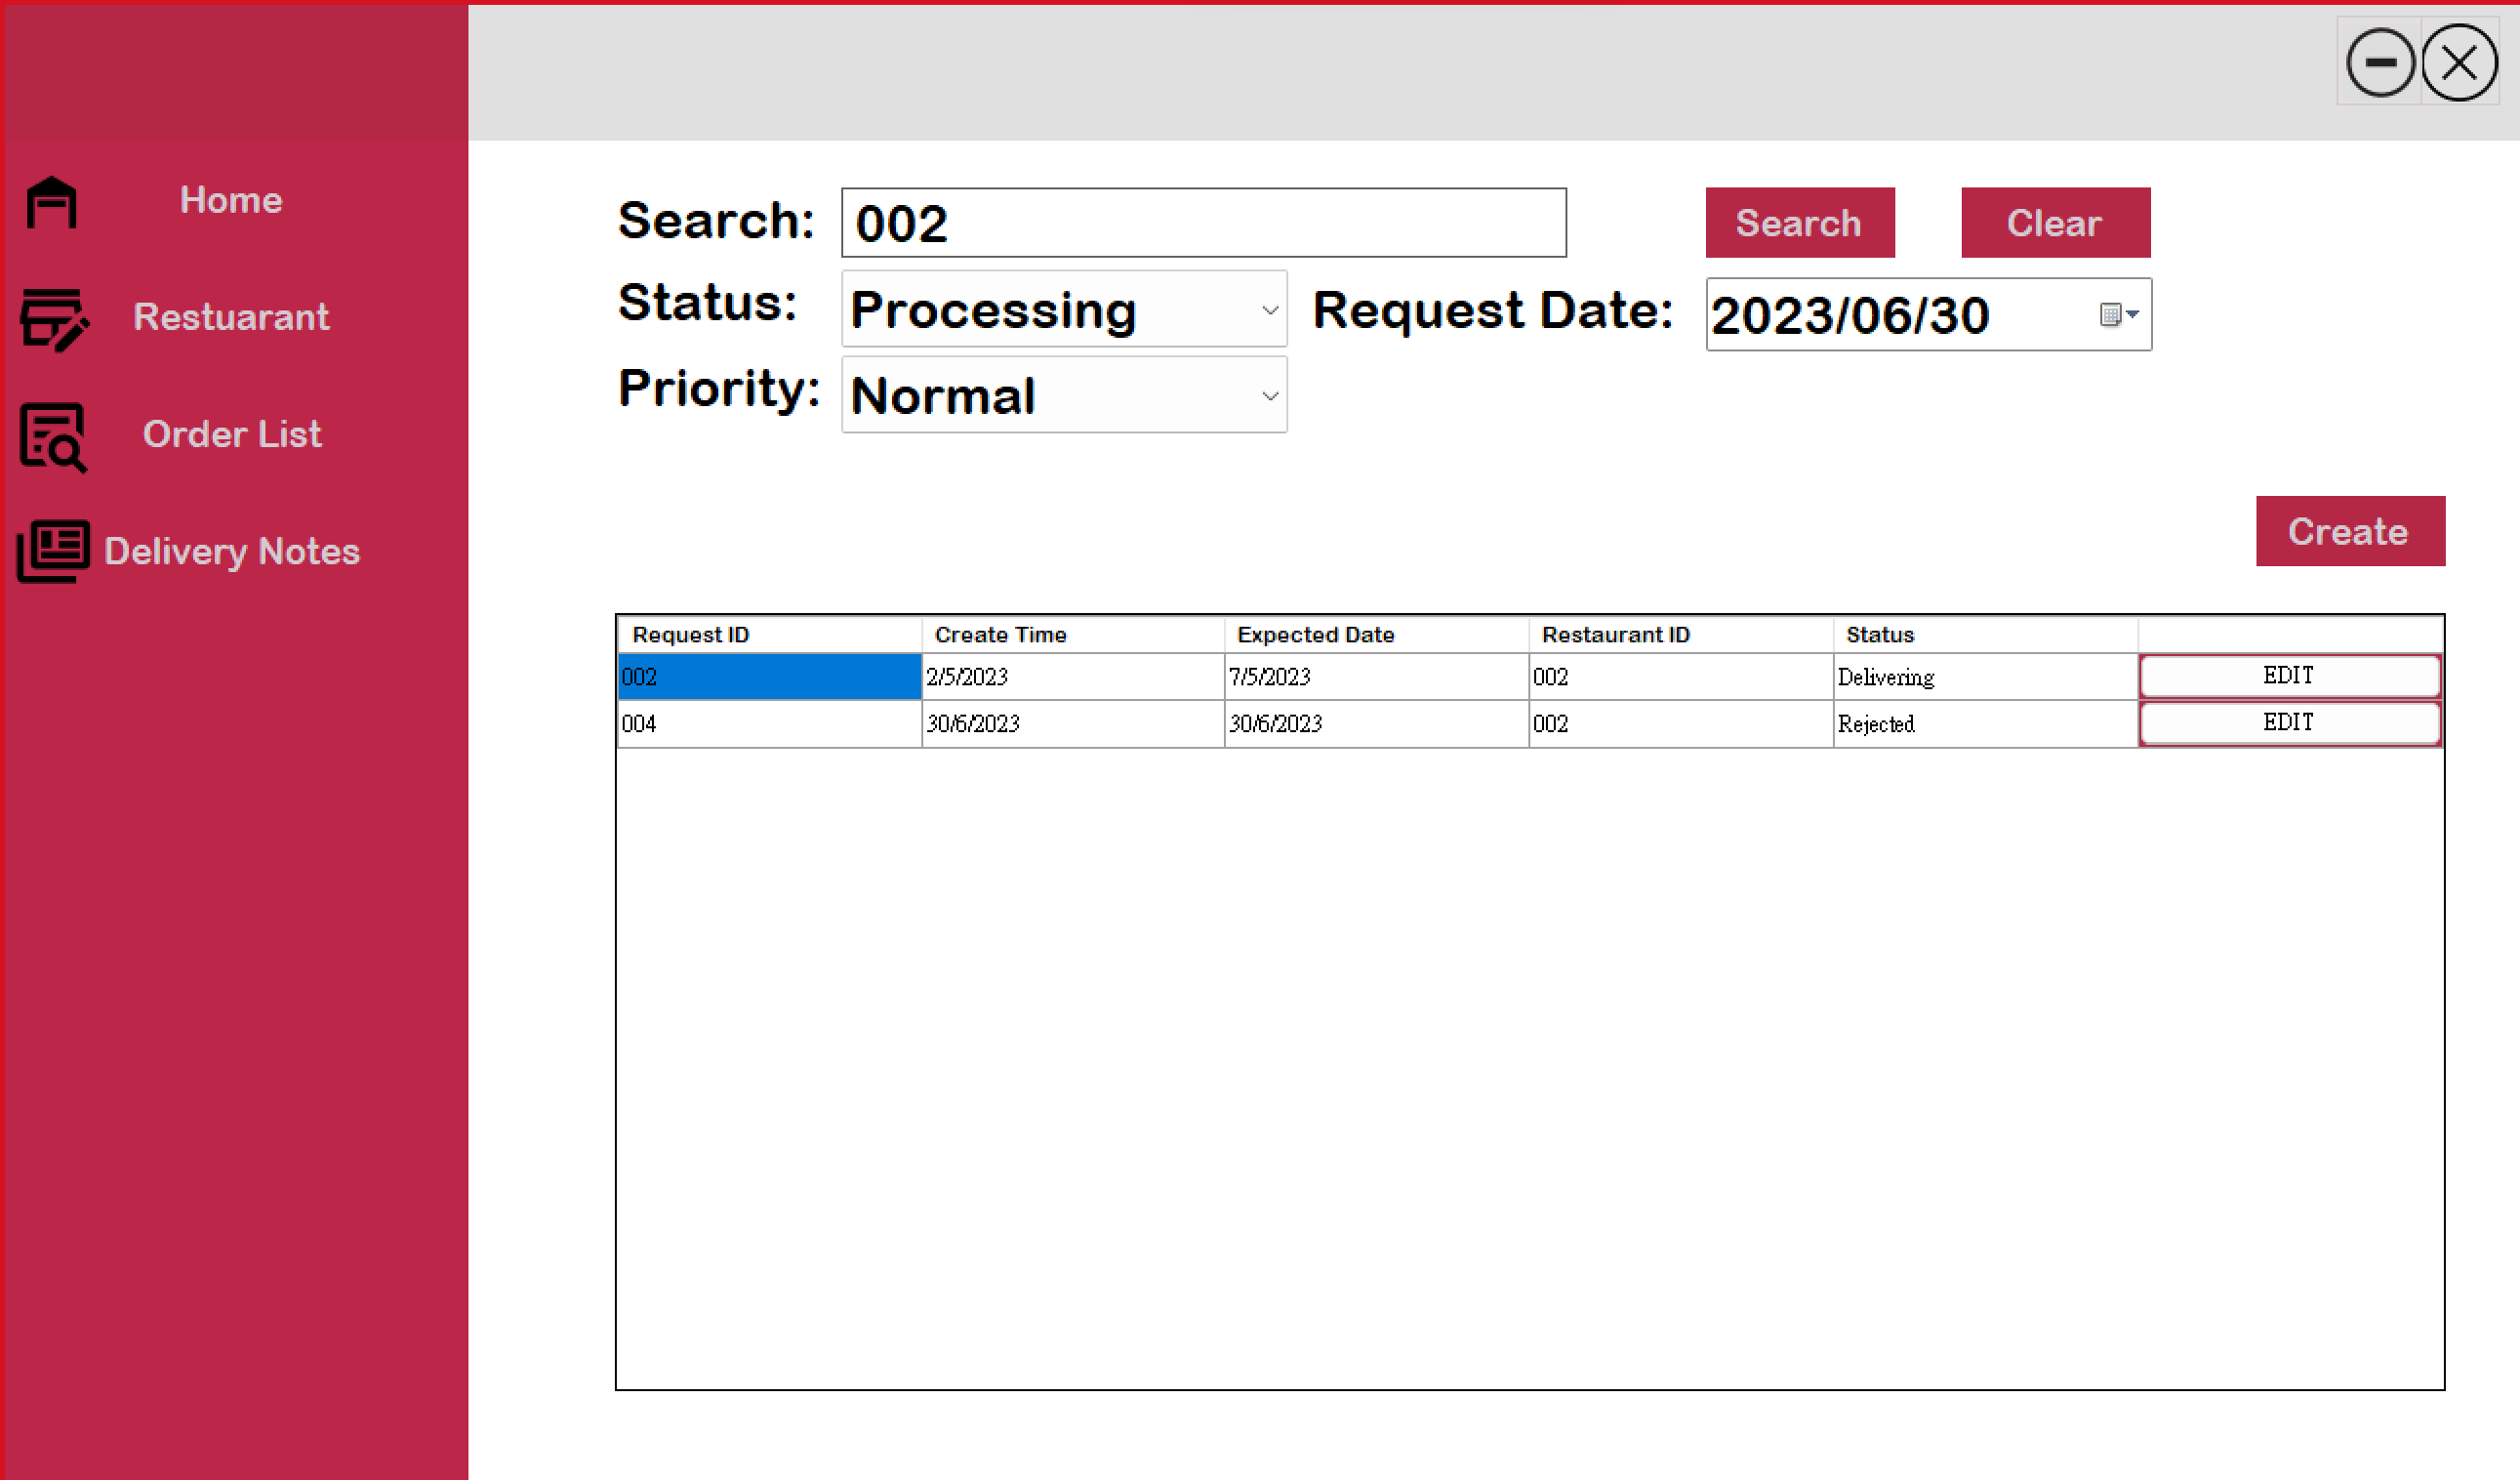 Home
Restuarant
Order List
Delivery Notes
Search: 002 Search Clear
Status: Processing Request Date: 2023/06/30
Priority: Normal
Create
Request ID Create Time Expected Date Restaurant ID Status
002 2/5/2023 7/5/2023 002 Delivering EDIT
004 30/6/2023 30/6/2023 002 Rejected EDIT